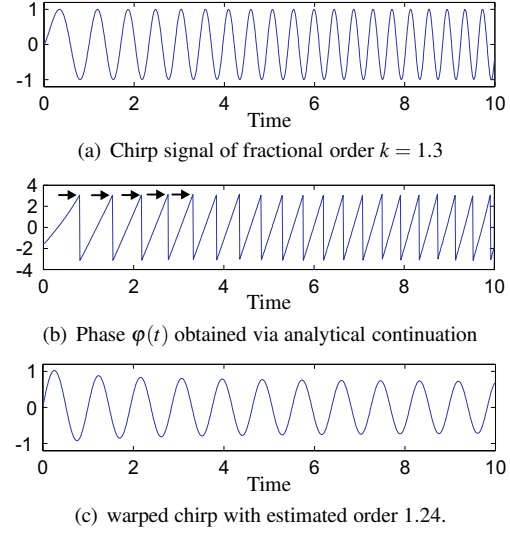 1
0
-1
0 2 4 6 8 10
Time
(a) Chirp signal of fractional order k = 1.3
4
2
0
-2
-4
0 2 4 6 8 10
Time
(b) Phase φ(t) obtained via analytical continuation
1
0
-1
0 2 4 6 8 10
Time
(c) warped chirp with estimated order 1.24.